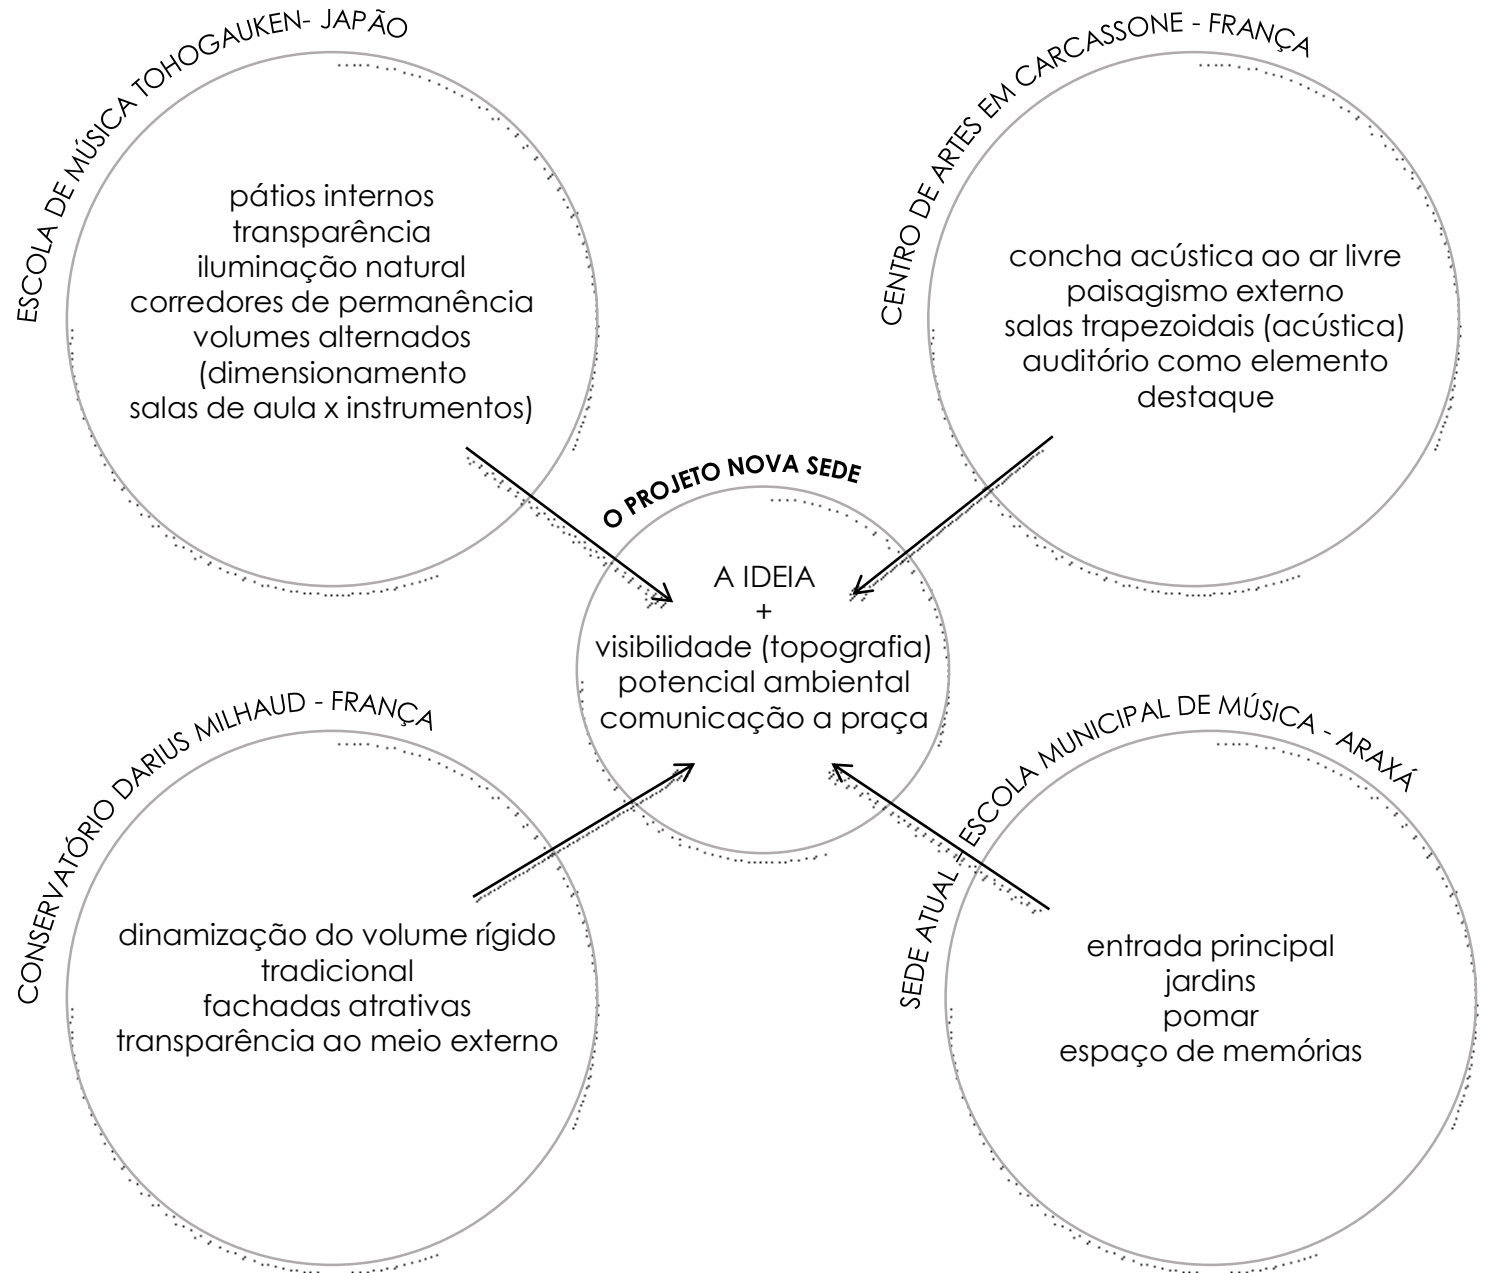 ESCOLA DE MÚSICA TOHOGAUKEN- JAPÃO
pátios internos
transparência
iluminação natural
corredores de permanência
volumes alternados
(dimensionamento
salas de aula x instrumentos)
CENTRO DE ARTES EM CARCASSONE - FRANÇA
concha acústica ao ar livre
paisagismo externo
salas trapezoidais (acústica)
auditório como elemento
destaque
O PROJETO NOVA SEDE
A IDEIA
+
visibilidade (topografia)
potencial ambiental
comunicação a praça
CONSERVATÓRIO DARIUS MILHAUD - FRANÇA
dinamização do volume rígido
tradicional
fachadas atrativas
transparência ao meio externo
SEDE ATUAL - ESCOLA MUNICIPAL DE MÚSICA - ARAXÁ
entrada principal
jardins
pomar
espaço de memórias